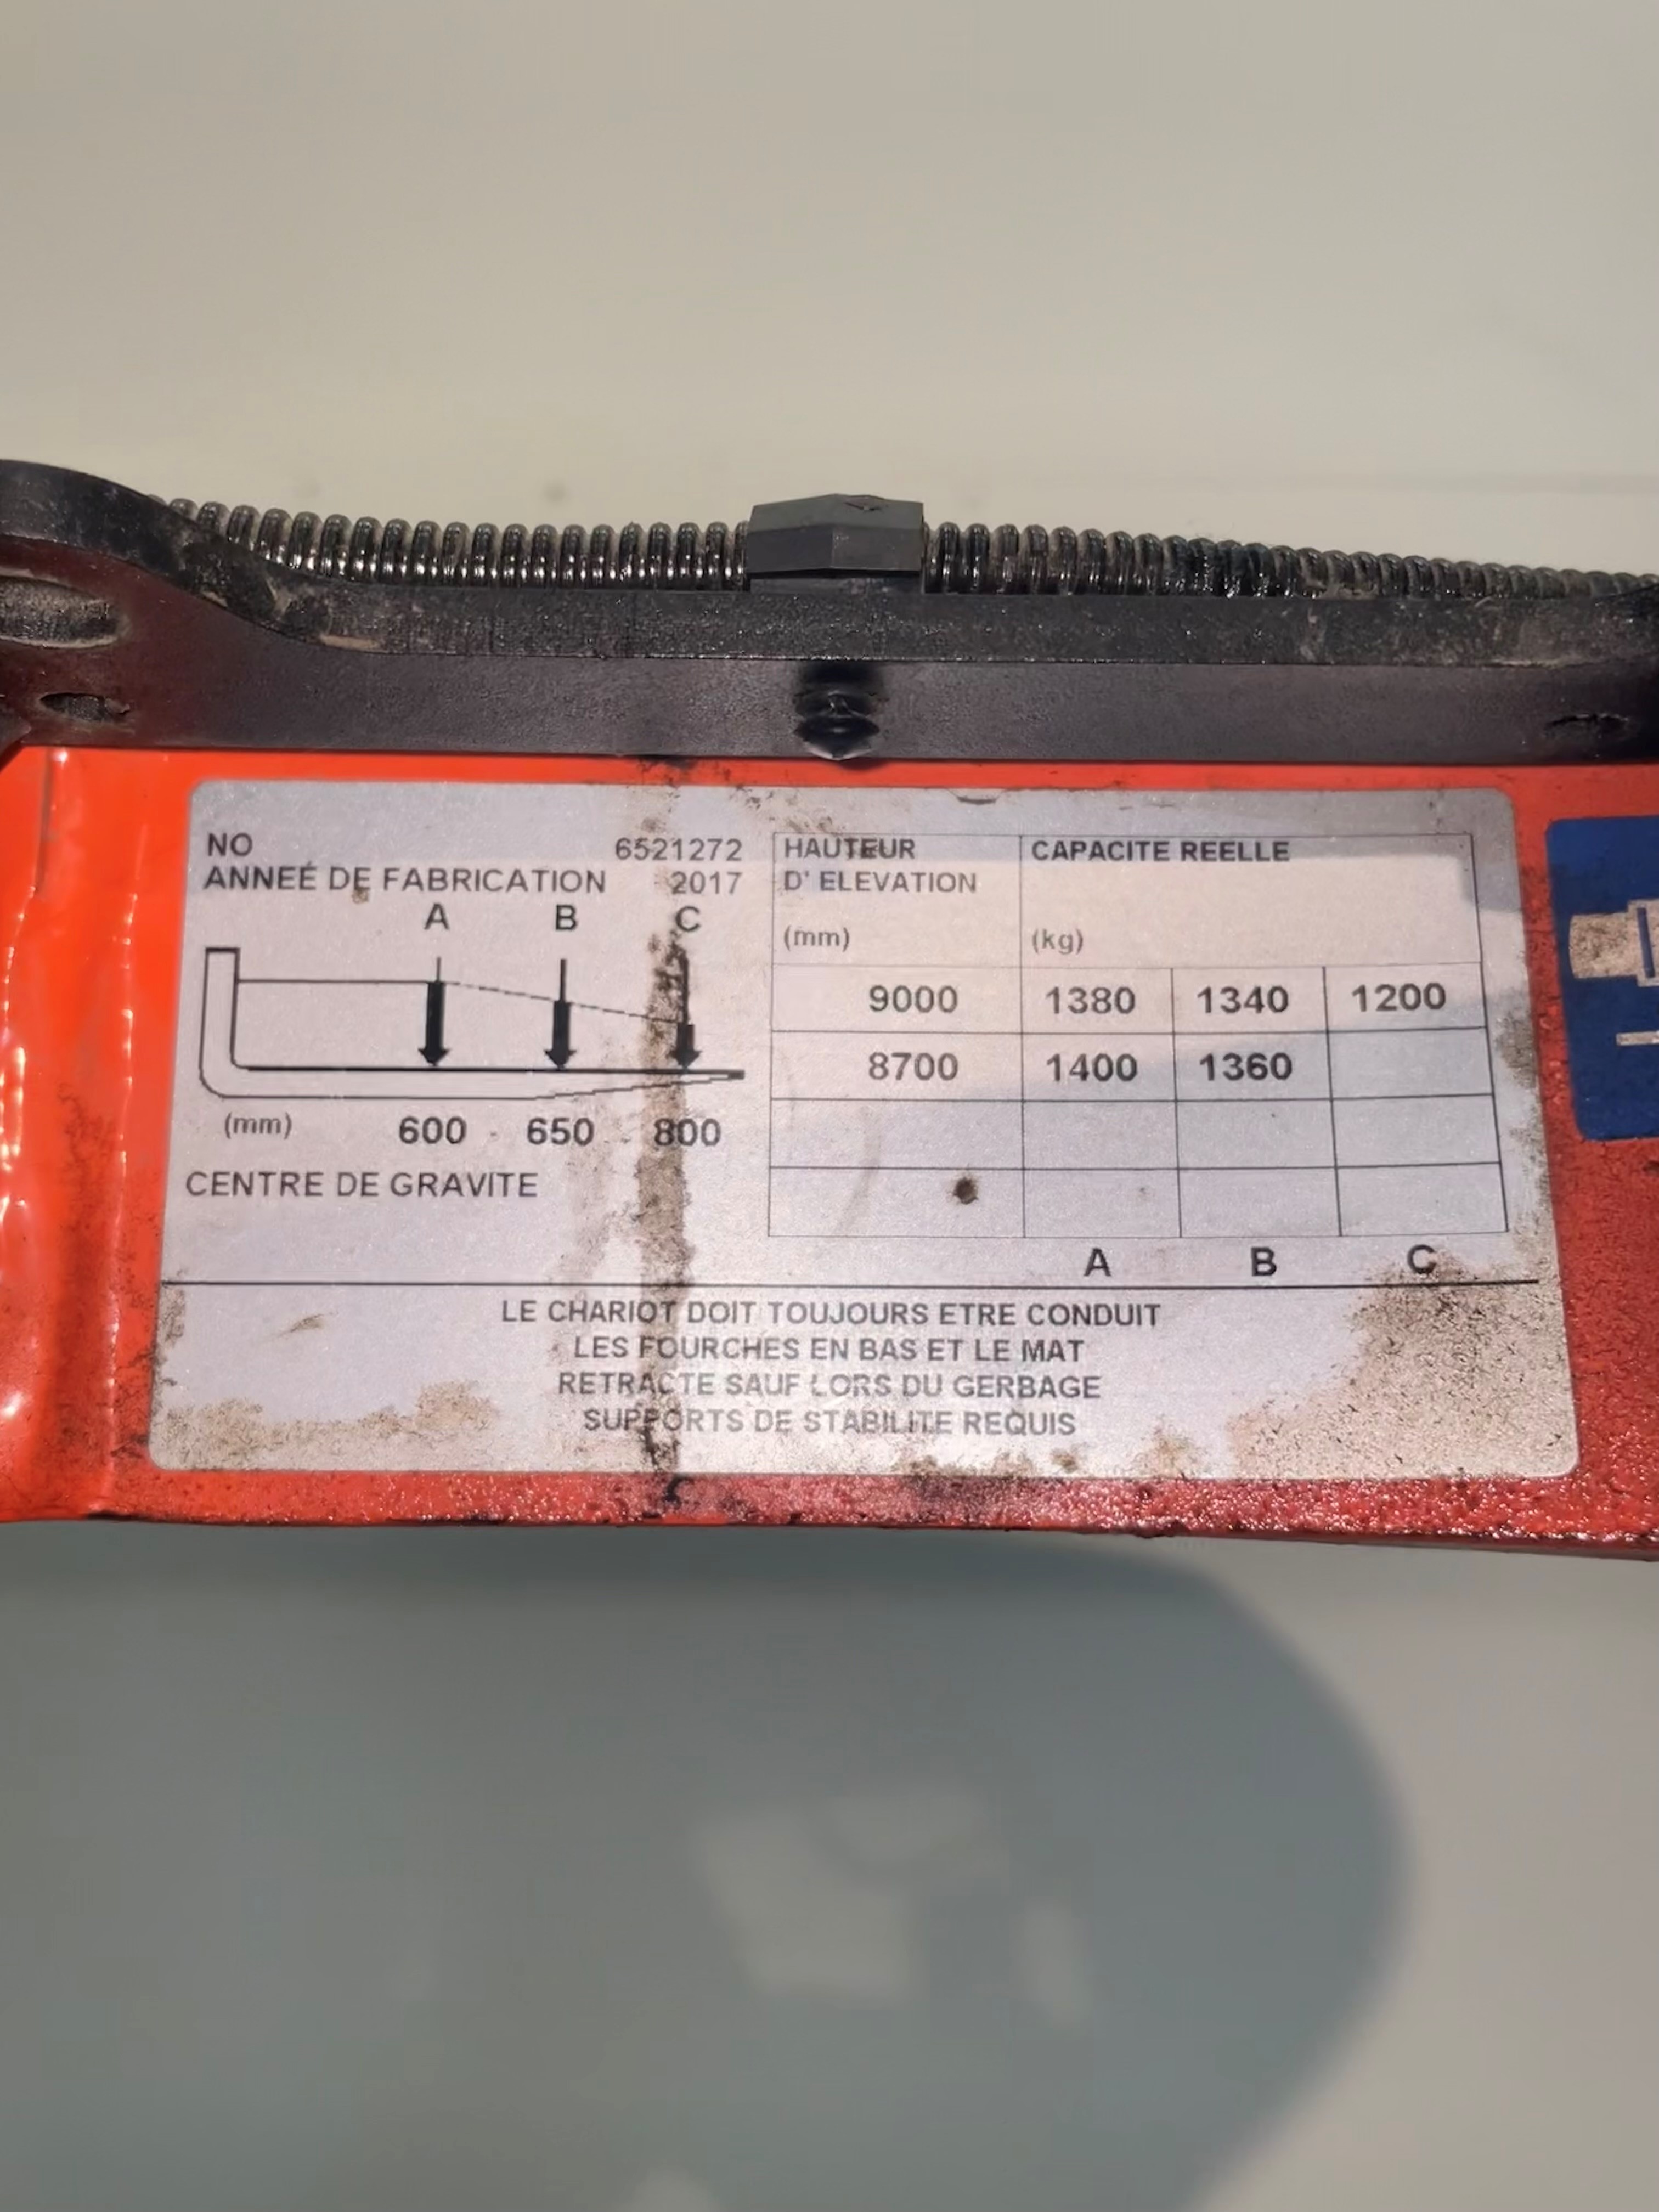 NO 6521272
ANNEÉ DE FABRICATION 2017
A B C
(mm) 600 650 800
CENTRE DE GRAVITE
HAUTEUR CAPACITE REELLE
D' ELEVATION
(mm) (kg)
9000 1380 1340 1200
8700 1400 1360
A B C
LE CHARIOT DOIT TOUJOURS ETRE CONDUIT
LES FOURCHES EN BAS ET LE MAT
RETRACTE SAUF LORS DU GERBAGE
SUPPORTS DE STABILITE REQUIS